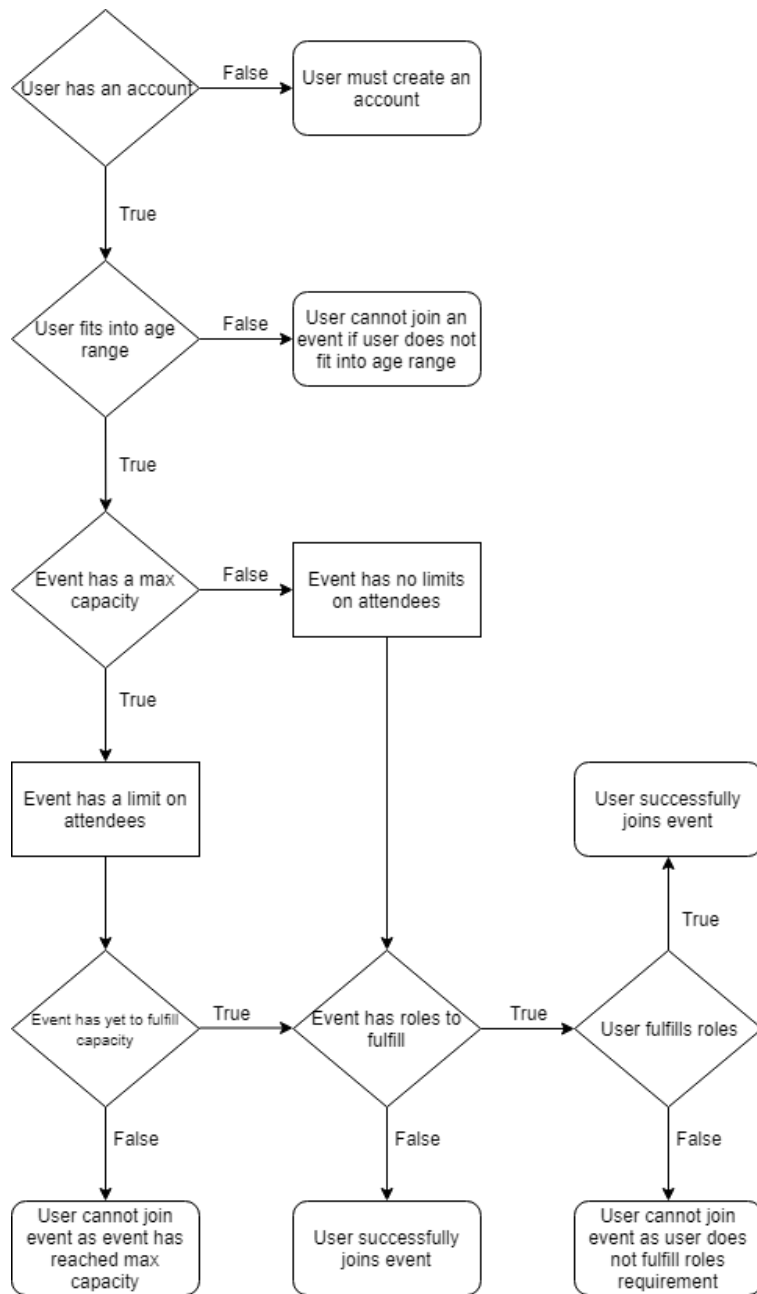 User has an account
False
User must create an
account
True
User fits into age
range
False
User cannot join an
event if user does not
fit into age range
True
Event has a max
capacity
False
Event has no limits
on attendees
True
Event has a limit on
attendees
User successfully
joins event
True
Event has yet to fulfill
capacity
True
Event has roles to
fulfill
True
User fulfills roles
False
False
False
User cannot join
event as event has
reached max
capacity
User successfully
joins event
User cannot join
event as user does
not fulfill roles
requirement